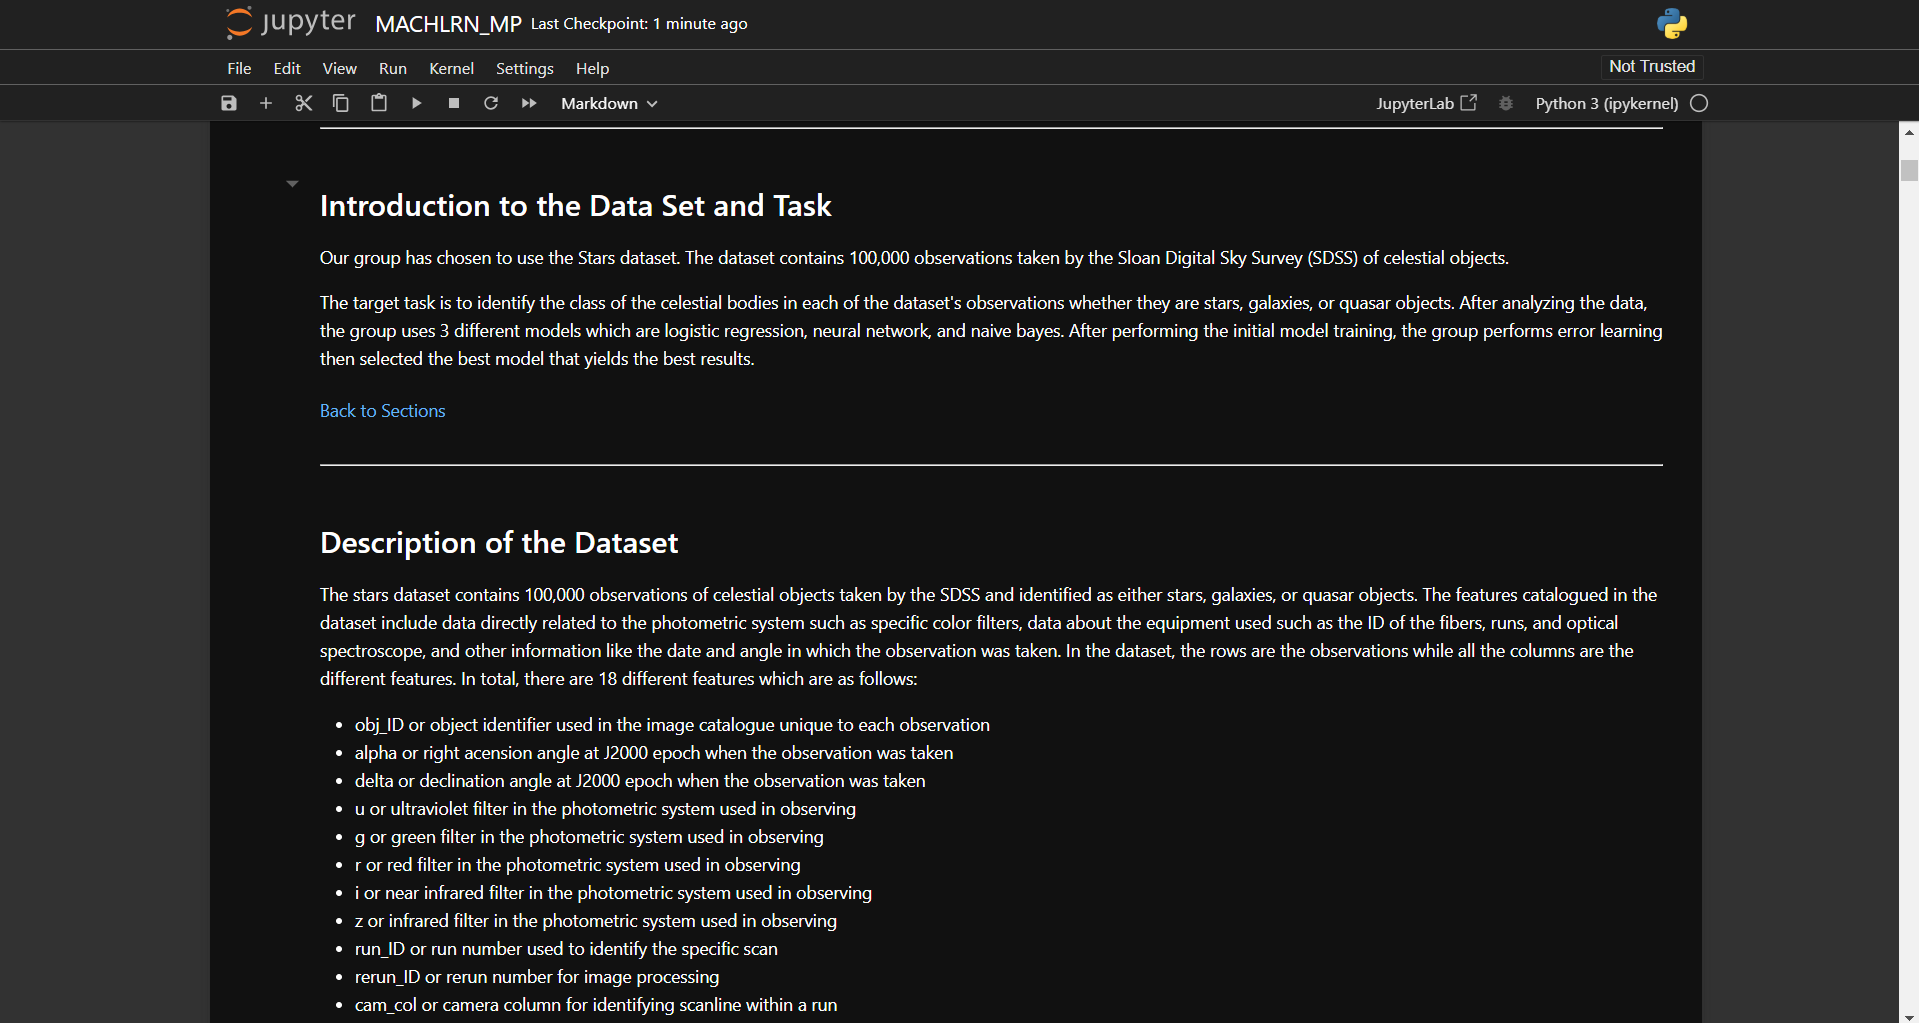 jupyter MACHLRN_MP Last Checkpoint: 1 minute ago
File Edit View Run Kernel Settings Help Not Trusted
Markdown JupyterLab Python 3 (ipykernel)
Introduction to the Data Set and Task
Our group has chosen to use the Stars dataset. The dataset contains 100,000 observations taken by the Sloan Digital Sky Survey (SDSS) of celestial objects.
The target task is to identify the class of the celestial bodies in each of the dataset's observations whether they are stars, galaxies, or quasar objects. After analyzing the data,
the group uses 3 different models which are logistic regression, neural network, and naive bayes. After performing the initial model training, the group performs error learning
then selected the best model that yields the best results.
Back to Sections
Description of the Dataset
The stars dataset contains 100,000 observations of celestial objects taken by the SDSS and identified as either stars, galaxies, or quasar objects. The features catalogued in the
dataset include data directly related to the photometric system such as specific color filters, data about the equipment used such as the ID of the fibers, runs, and optical
spectroscope, and other information like the date and angle in which the observation was taken. In the dataset, the rows are the observations while all the columns are the
different features. In total, there are 18 different features which are as follows:
• obj_ID or object identifier used in the image catalogue unique to each observation
• alpha or right acension angle at J2000 epoch when the observation was taken
• delta or declination angle at J2000 epoch when the observation was taken
• u or ultraviolet filter in the photometric system used in observing
• g or green filter in the photometric system used in observing
• r or red filter in the photometric system used in observing
• i or near infrared filter in the photometric system used in observing
• z or infrared filter in the photometric system used in observing
• run_ID or run number used to identify the specific scan
• rerun_ID or rerun number for image processing
• cam_col or camera column for identifying scanline within a run